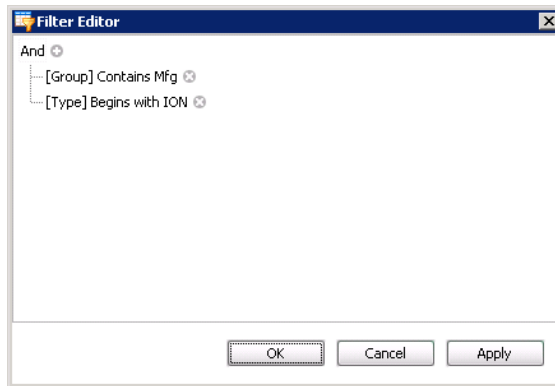 Filter Editor
And
[Group] Contains Mfg
[Type] Begins with ION
OK Cancel Apply